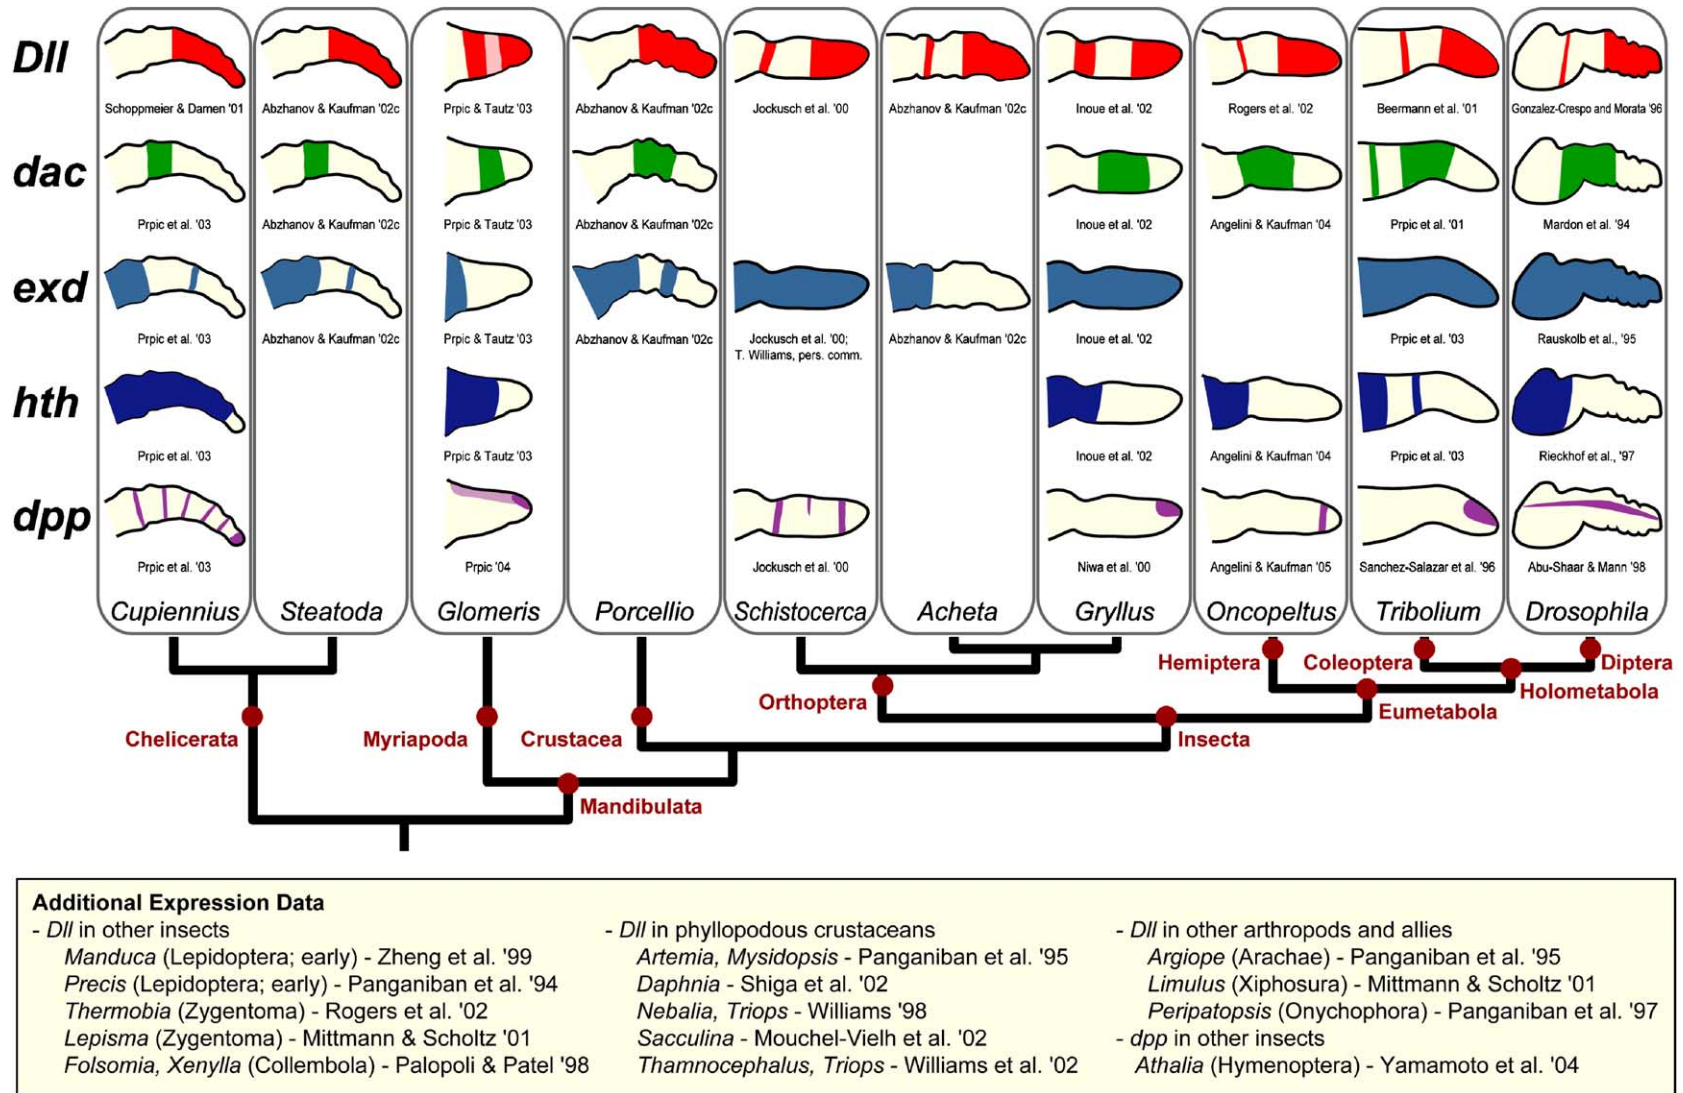 Dll
Schoppmeier & Damen '01 Abzhanov & Kaufman '02c Prpic & Tautz '03 Abzhanov & Kaufman '02c Jockusch et al. '00 Abzhanov & Kaufman '02c Inoue et al. '02 Rogers et al. '02 Beermann et al. '01 Gonzalez-Crespo and Morata '96
dac
Prpic et al. '03 Abzhanov & Kaufman '02c Prpic & Tautz '03 Abzhanov & Kaufman '02c Inoue et al. '02 Angelini & Kaufman '04 Prpic et al. '01 Mardon et al. '94
exd
Prpic et al. '03 Abzhanov & Kaufman '02c Prpic & Tautz '03 Abzhanov & Kaufman '02c Jockusch et al. '00; Abzhanov & Kaufman '02c Inoue et al. '02 Prpic et al. '03 Rauskolb et al., '95
T. Williams, pers. comm.
hth
Prpic et al. '03 Prpic & Tautz '03 Inoue et al. '02 Angelini & Kaufman '04 Prpic et al. '03 Rieckhof et al., '97
dpp
Prpic et al. '03 Prpic '04 Jockusch et al. '00 Niwa et al. '00 Angelini & Kaufman '05 Sanchez-Salazar et al. '96 Abu-Shaar & Mann '98
Cupiennius Steatoda Glomeris Porcellio Schistocerca Acheta Gryllus Oncopeltus Tribolium Drosophila
Hemiptera Coleoptera Diptera
Holometabola
Orthoptera
Eumetabola
Chelicerata Myriapoda Crustacea Insecta
Mandibulata
Additional Expression Data
- Dll in other insects
Manduca (Lepidoptera; early) - Zheng et al. '99
Precis (Lepidoptera; early) - Panganiban et al. '94
Thermobia (Zygentoma) - Rogers et al. '02
Lepisma (Zygentoma) - Mittmann & Scholtz '01
Folsomia, Xenylla (Collembola) - Palopoli & Patel '98
- Dll in phyllopodous crustaceans
Artemia, Mysidopsis - Panganiban et al. '95
Daphnia - Shiga et al. '02
Nebalia, Triops - Williams '98
Sacculina - Mouchel-Vielh et al. '02
Thamnocephalus, Triops - Williams et al. '02
- Dll in other arthropods and allies
Argiope (Arachae) - Panganiban et al. '95
Limulus (Xiphosura) - Mittmann & Scholtz '01
Peripatopsis (Onychophora) - Panganiban et al. '97
- dpp in other insects
Athalia (Hymenoptera) - Yamamoto et al. '04